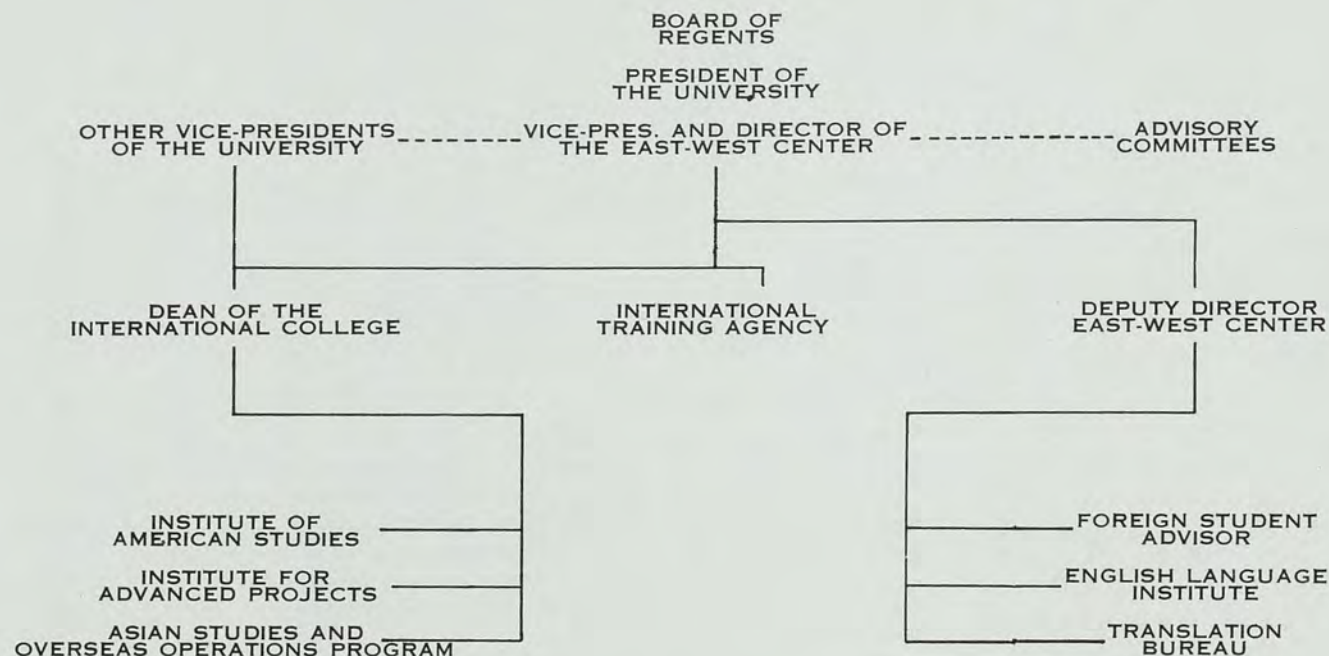 BOARD OF
REGENTS
PRESIDENT OF
THE UNIVERSITY
OTHER VICE-PRESIDENTS
OF THE UNIVERSITY
VICE-PRES. AND DIRECTOR OF
THE EAST-WEST CENTER
ADVISORY
COMMITTEES
DEAN OF THE
INTERNATIONAL COLLEGE
INTERNATIONAL
TRAINING AGENCY
DEPUTY DIRECTOR
EAST-WEST CENTER
INSTITUTE OF
AMERICAN STUDIES
INSTITUTE FOR
ADVANCED PROJECTS
ASIAN STUDIES AND
OVERSEAS OPERATIONS PROGRAM
FOREIGN STUDENT
ADVISOR
ENGLISH LANGUAGE
INSTITUTE
TRANSLATION
BUREAU